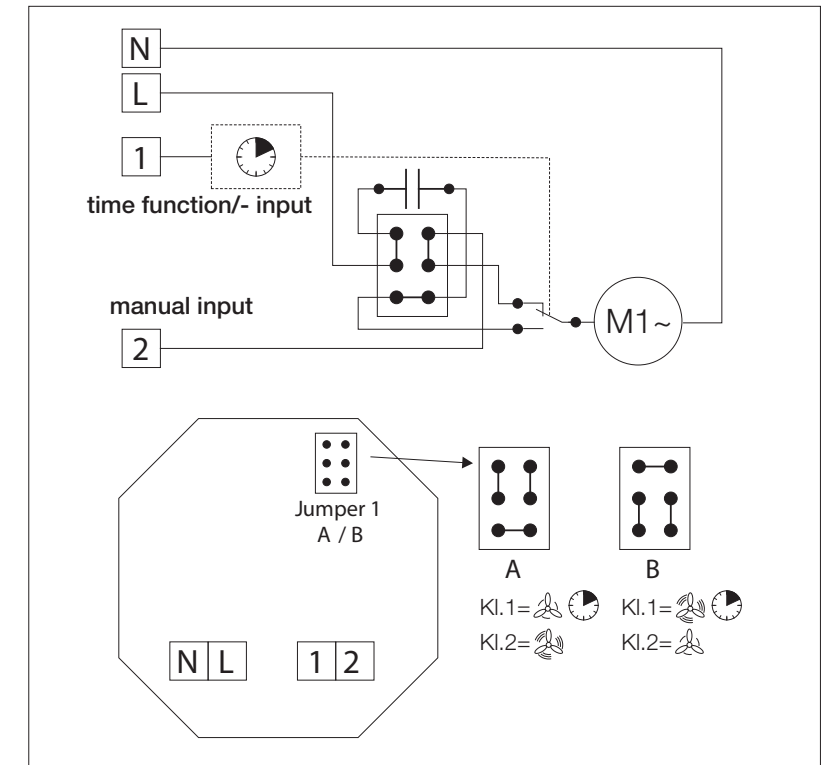 N
L
1
time function/- input
manual input
2
M1~
Jumper 1
A / B
N L 1 2
A
Kl.1=
Kl.2=
B
Kl.1=
Kl.2=